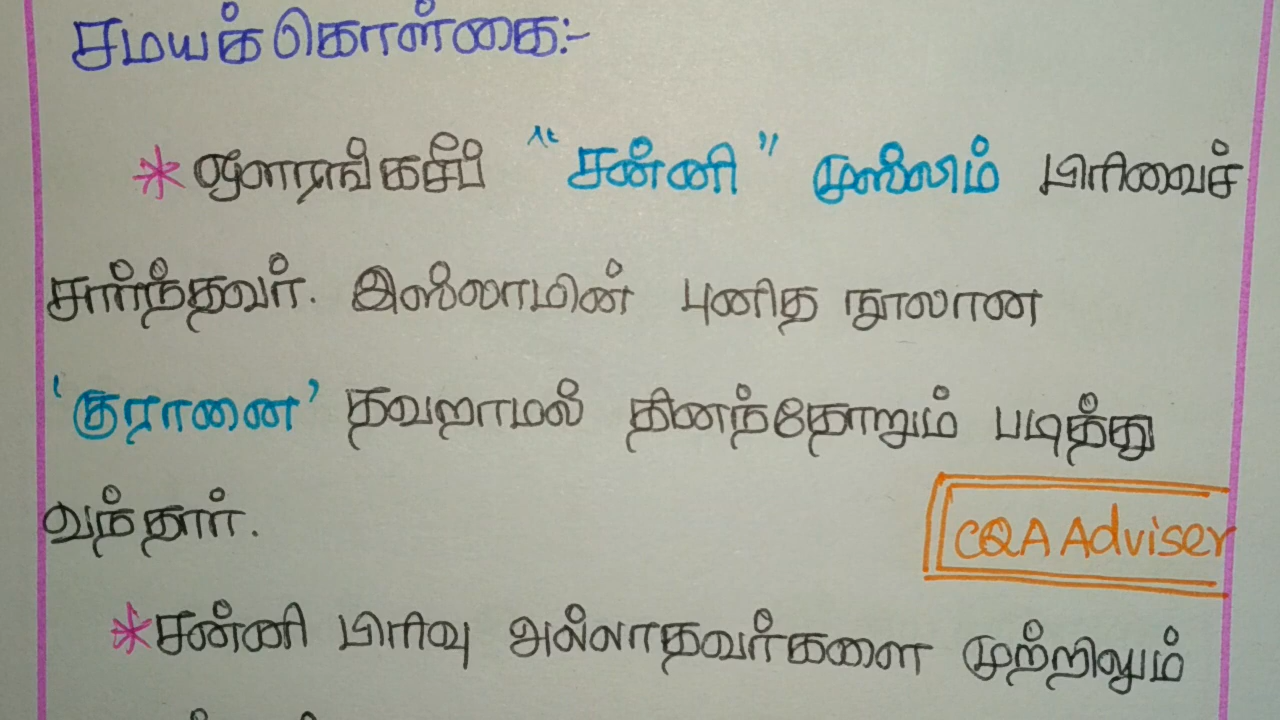 சமயக் கொள்கை:-
* ஔரங்கசீப் "சன்னி" முஸ்லிம் பிரிவைச்
சார்ந்தவர். இஸ்லாமின் புனித நூலான
'குரானை' தவறாமல் தினந்தோறும் படித்து
வந்தார்.
CQA Adviser
* சன்னி பிரிவு அல்லாதவர்களை முற்றிலும்